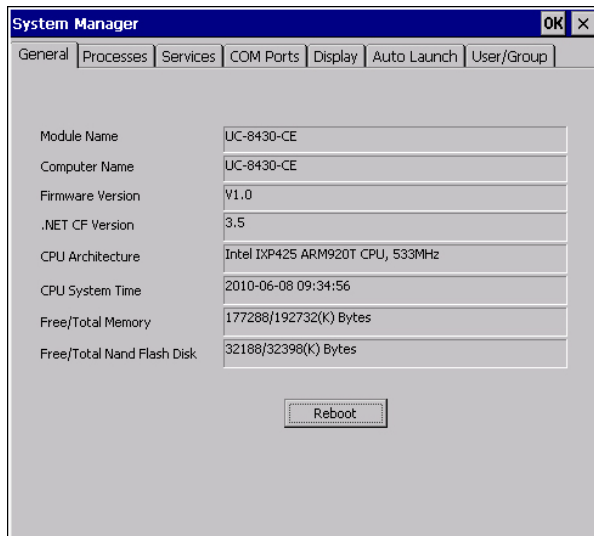 System Manager OK ×
General Processes Services COM Ports Display Auto Launch User/Group
Module Name UC-8430-CE
Computer Name UC-8430-CE
Firmware Version V1.0
.NET CF Version 3.5
CPU Architecture Intel IXP425 ARM920T CPU, 533MHz
CPU System Time 2010-06-08 09:34:56
Free/Total Memory 177288/192732(K) Bytes
Free/Total Nand Flash Disk 32188/32398(K) Bytes
Reboot